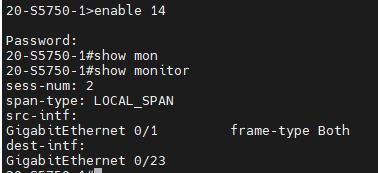 20-S5750-1>enable 14
Password:
20-S5750-1#show mon
20-S5750-1#show monitor
sess-num: 2
span-type: LOCAL_SPAN
src-intf:
GigabitEthernet 0/1         frame-type Both
dest-intf:
GigabitEthernet 0/23
20-S5750-1#